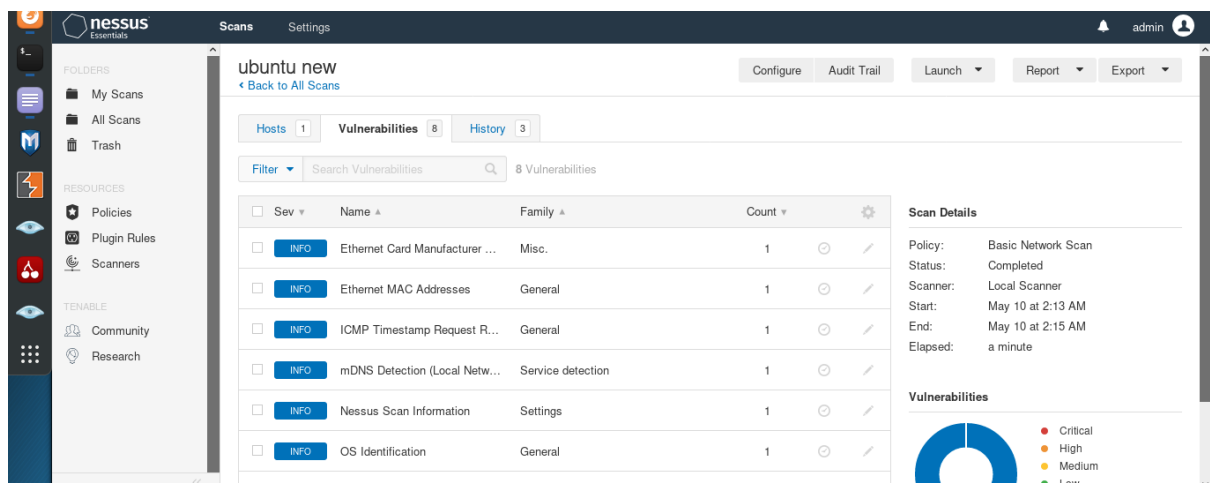 nessus
Essentials
Scans
Settings
admin
FOLDERS
My Scans
All Scans
Trash
RESOURCES
Policies
Plugin Rules
Scanners
TENABLE
Community
Research
ubuntu new
Back to All Scans
Configure
Audit Trail
Launch
Report
Export
Hosts 1
Vulnerabilities 8
History 3
Filter
Search Vulnerabilities
8 Vulnerabilities
Sev Name Family Count
INFO Ethernet Card Manufacturer ... Misc. 1
INFO Ethernet MAC Addresses General 1
INFO ICMP Timestamp Request R... General 1
INFO mDNS Detection (Local Netw... Service detection 1
INFO Nessus Scan Information Settings 1
INFO OS Identification General 1
Scan Details
Policy: Basic Network Scan
Status: Completed
Scanner: Local Scanner
Start: May 10 at 2:13 AM
End: May 10 at 2:15 AM
Elapsed: a minute
Vulnerabilities
Critical
High
Medium
Low